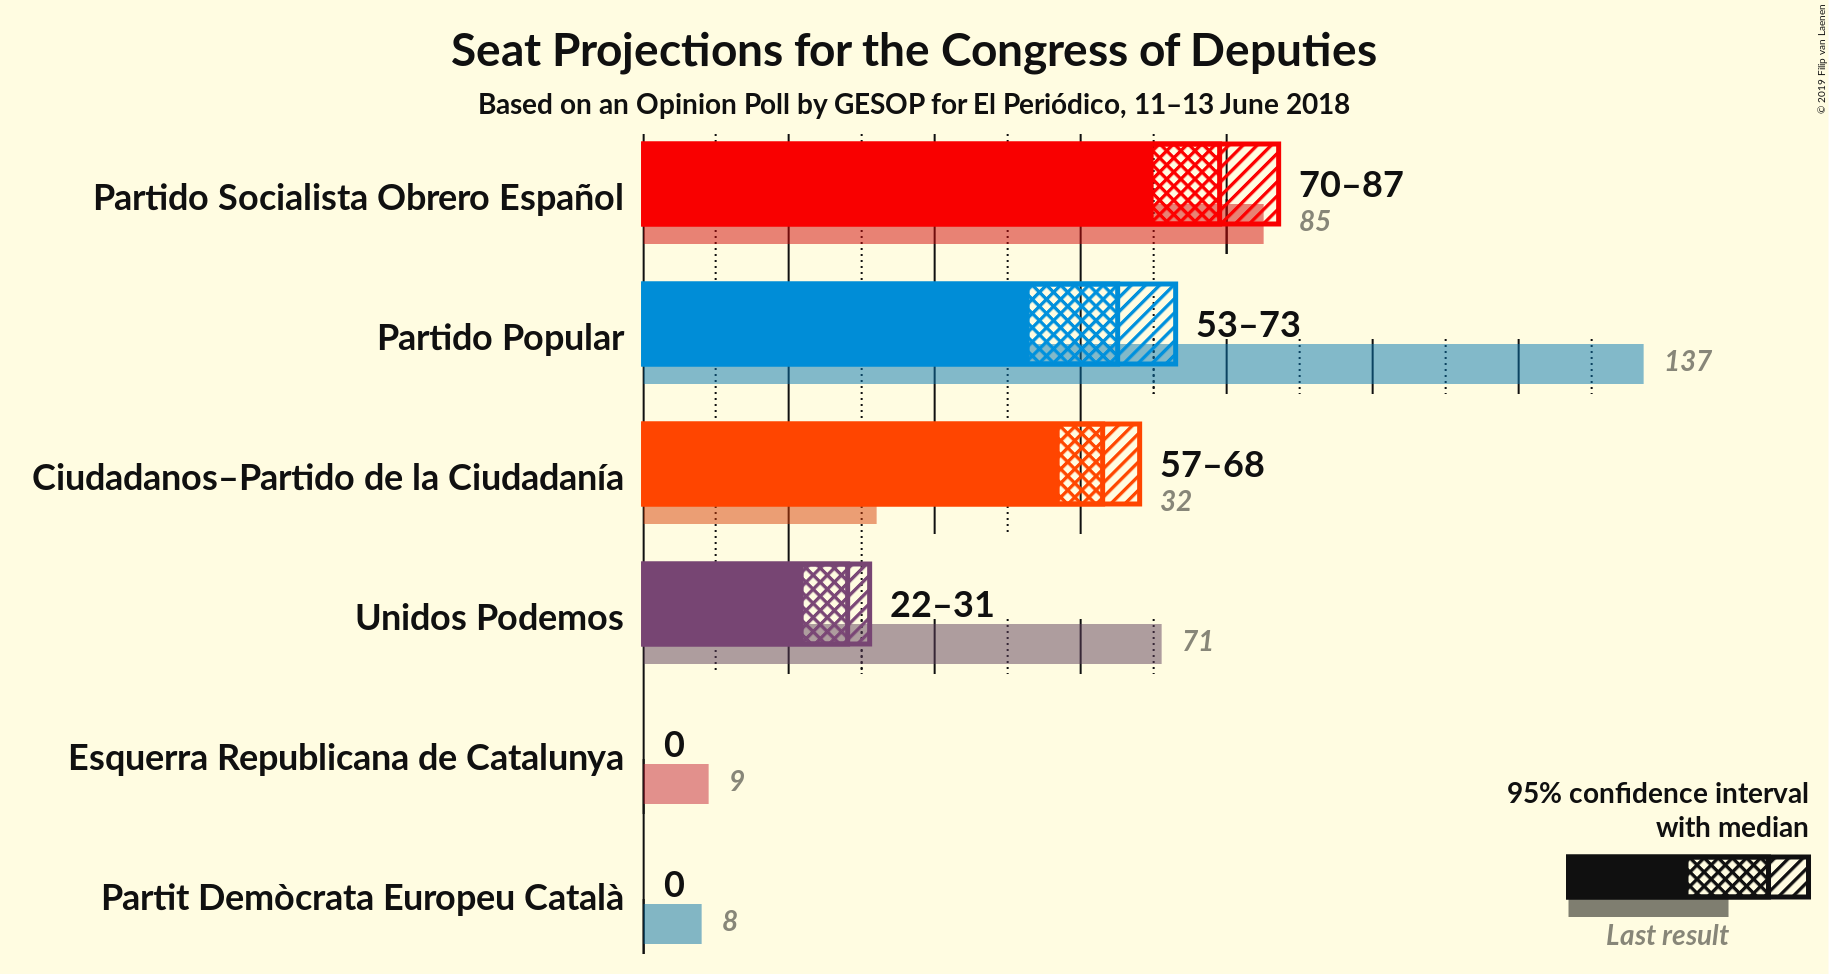 Seat Projections for the Congress of Deputies
Based on an Opinion Poll by GESOP for El Periódico, 11–13 June 2018
© 2019 Filip van Laenen
Partido Socialista Obrero Español
70–87
85
Partido Popular
53–73
137
Ciudadanos–Partido de la Ciudadanía
57–68
32
Unidos Podemos
22–31
71
Esquerra Republicana de Catalunya
0
9
Partit Demòcrata Europeu Català
0
8
95% confidence interval
with median
Last result